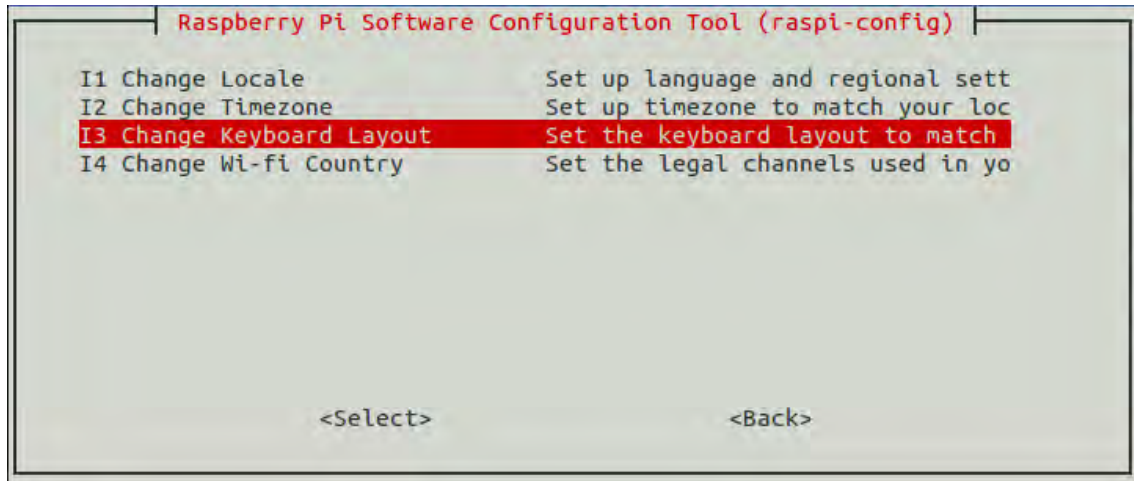 Raspberry Pi Software Configuration Tool (raspi-config)
I1 Change Locale Set up language and regional sett
I2 Change Timezone Set up timezone to match your loc
I3 Change Keyboard Layout Set the keyboard layout to match
I4 Change Wi-fi Country Set the legal channels used in yo
<Select> <Back>